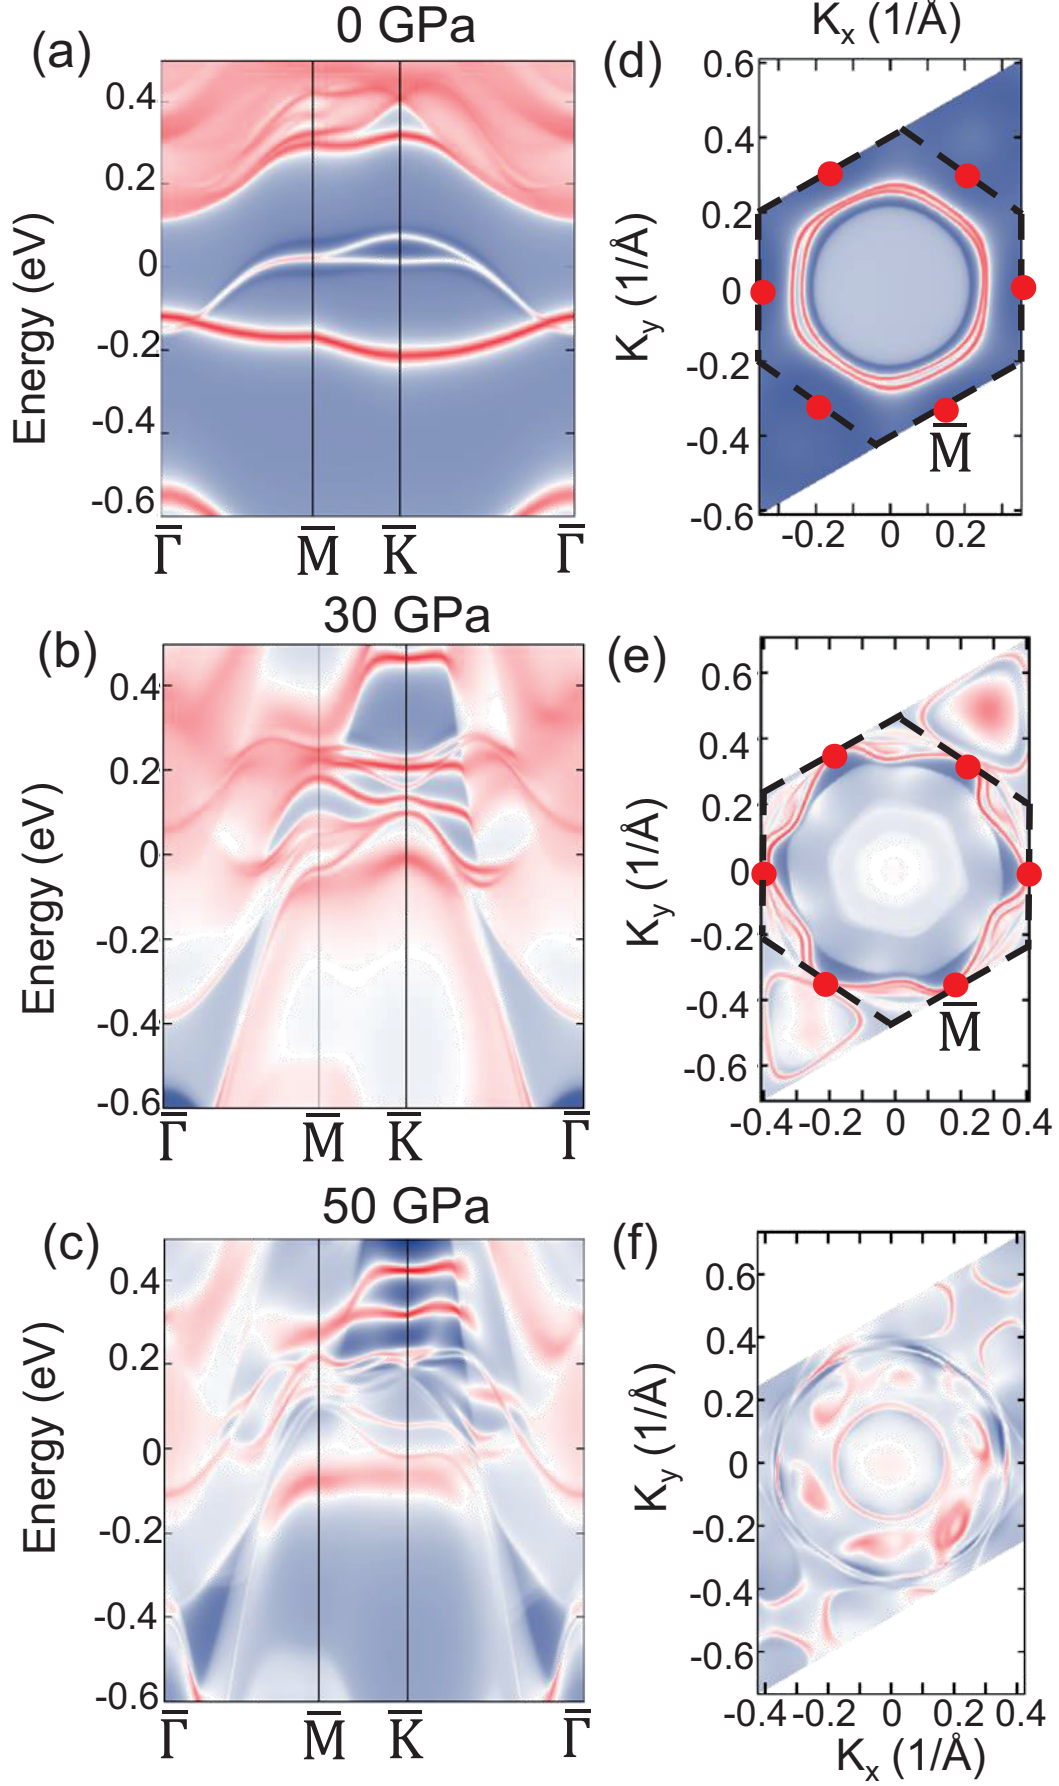 0 GPa
(a)
0.4
0.2
0
-0.2
-0.4
-0.6
Energy (eV)
Γ̅ M̅ K̅ Γ̅
Kₓ (1/Å)
(d)
0.6
0.4
0.2
0
-0.2
-0.4
-0.6
K_y (1/Å)
M̅
-0.2 0 0.2
30 GPa
(b)
0.4
0.2
0
-0.2
-0.4
-0.6
Energy (eV)
Γ̅ M̅ K̅ Γ̅
(e)
0.6
0.4
0.2
0
-0.2
-0.4
-0.6
K_y (1/Å)
M̅
-0.4 -0.2 0 0.2 0.4
50 GPa
(c)
0.4
0.2
0
-0.2
-0.4
-0.6
Energy (eV)
Γ̅ M̅ K̅ Γ̅
(f)
0.6
0.4
0.2
0
-0.2
-0.4
-0.6
K_y (1/Å)
-0.4 -0.2 0 0.2 0.4
Kₓ (1/Å)